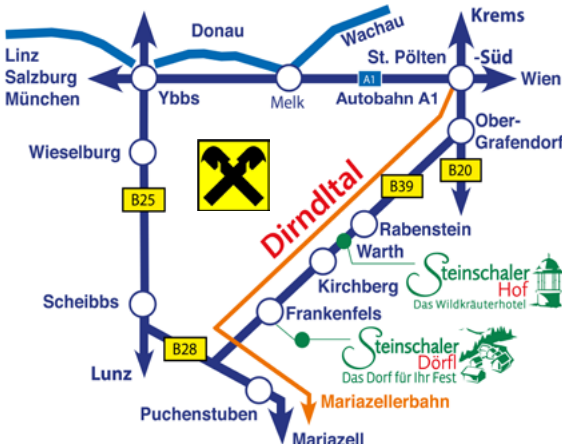 Krems
Donau
Wachau
Linz
Salzburg
München
St. Pölten
-Süd
Ybbs
Melk
A1
Autobahn A1
Wien
Ober-
Grafendorf
Wieselburg
B25
B39
B20
Dirndltal
Rabenstein
Warth
Kirchberg
Steinschaler
Hof
Das Wildkräuterhotel
Scheibbs
Frankenfels
Steinschaler
Dörfl
Das Dorf für Ihr Fest
B28
Lunz
Puchenstuben
Mariazellerbahn
Mariazell